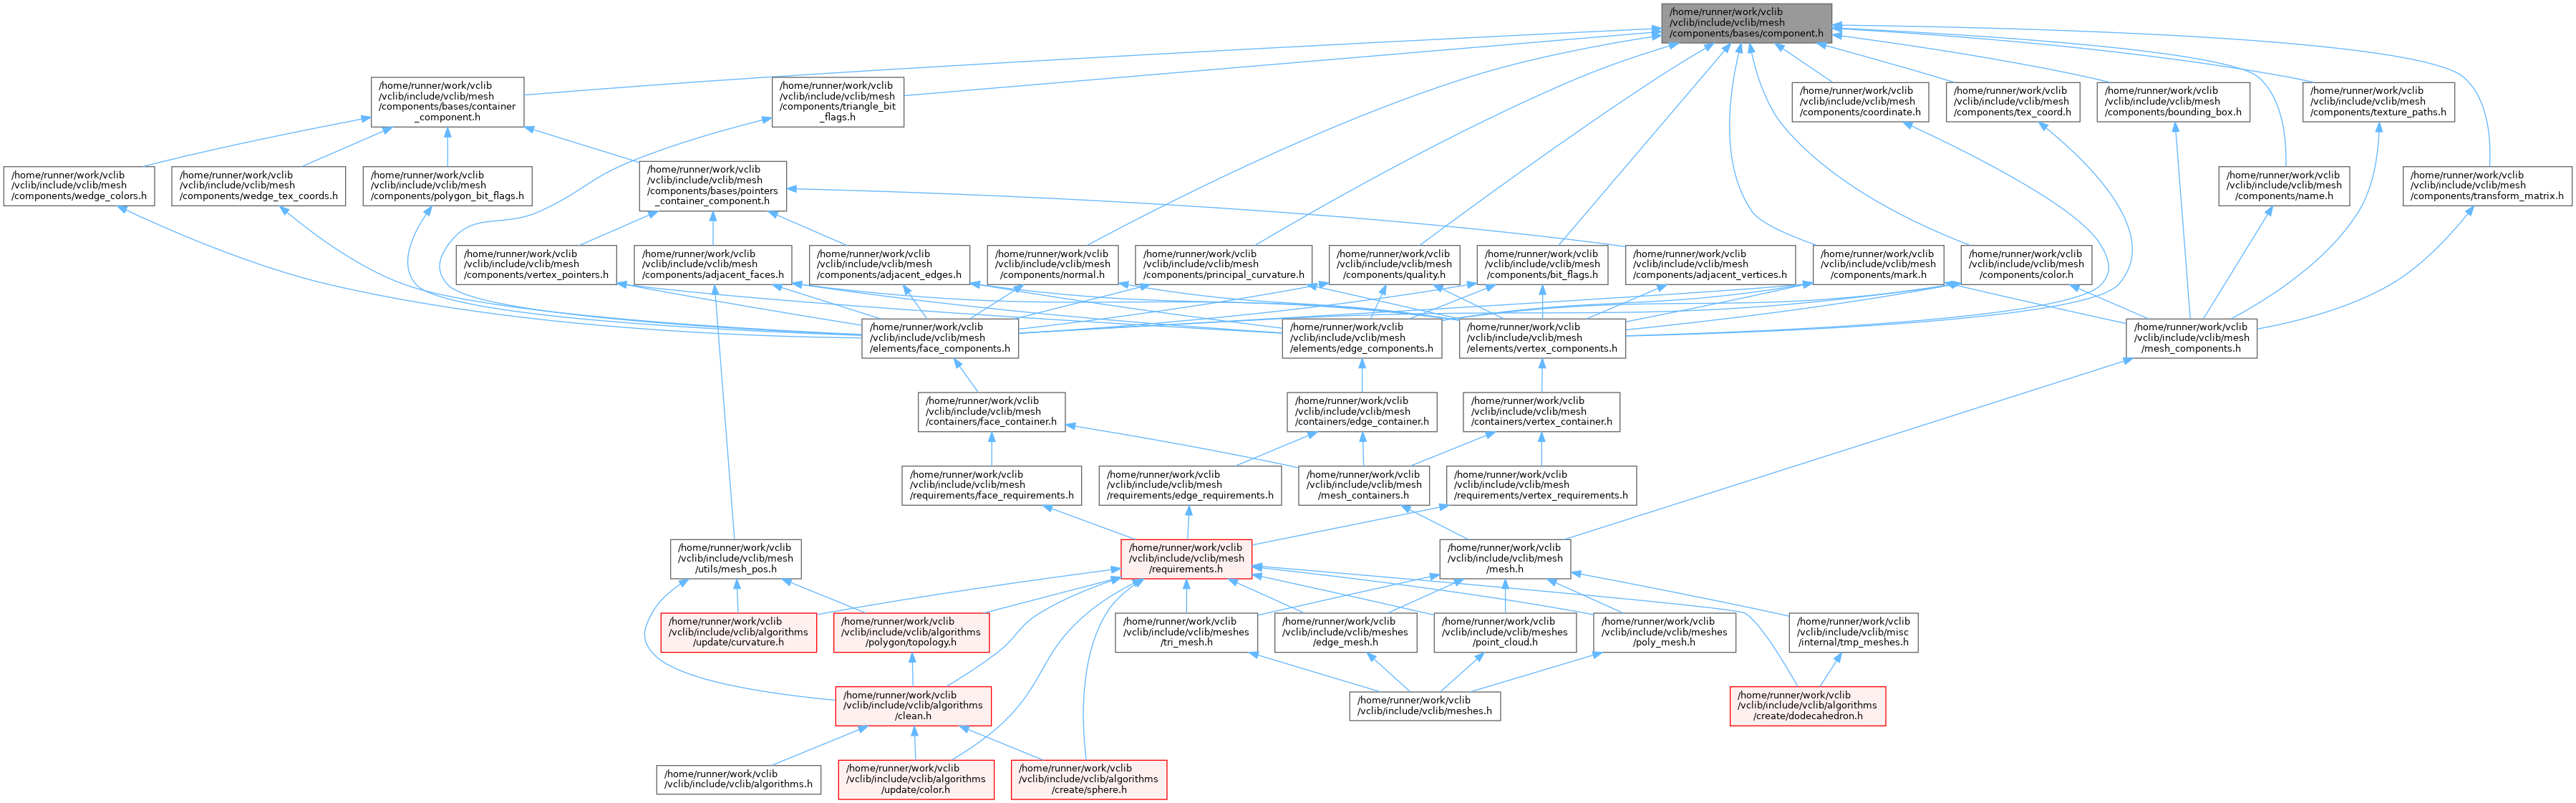 /home/runner/work/vclib
/vclib/include/vclib/mesh
/components/bases/component.h
/home/runner/work/vclib
/vclib/include/vclib/mesh
/components/bases/container
_component.h
/home/runner/work/vclib
/vclib/include/vclib/mesh
/components/triangle_bit
_flags.h
/home/runner/work/vclib
/vclib/include/vclib/mesh
/components/coordinate.h
/home/runner/work/vclib
/vclib/include/vclib/mesh
/components/tex_coord.h
/home/runner/work/vclib
/vclib/include/vclib/mesh
/components/bounding_box.h
/home/runner/work/vclib
/vclib/include/vclib/mesh
/components/texture_paths.h
/home/runner/work/vclib
/vclib/include/vclib/mesh
/components/wedge_colors.h
/home/runner/work/vclib
/vclib/include/vclib/mesh
/components/wedge_tex_coords.h
/home/runner/work/vclib
/vclib/include/vclib/mesh
/components/polygon_bit_flags.h
/home/runner/work/vclib
/vclib/include/vclib/mesh
/components/bases/pointers
_container_component.h
/home/runner/work/vclib
/vclib/include/vclib/mesh
/components/name.h
/home/runner/work/vclib
/vclib/include/vclib/mesh
/components/transform_matrix.h
/home/runner/work/vclib
/vclib/include/vclib/mesh
/components/vertex_pointers.h
/home/runner/work/vclib
/vclib/include/vclib/mesh
/components/adjacent_faces.h
/home/runner/work/vclib
/vclib/include/vclib/mesh
/components/adjacent_edges.h
/home/runner/work/vclib
/vclib/include/vclib/mesh
/components/normal.h
/home/runner/work/vclib
/vclib/include/vclib/mesh
/components/principal_curvature.h
/home/runner/work/vclib
/vclib/include/vclib/mesh
/components/quality.h
/home/runner/work/vclib
/vclib/include/vclib/mesh
/components/bit_flags.h
/home/runner/work/vclib
/vclib/include/vclib/mesh
/components/adjacent_vertices.h
/home/runner/work/vclib
/vclib/include/vclib/mesh
/components/mark.h
/home/runner/work/vclib
/vclib/include/vclib/mesh
/components/color.h
/home/runner/work/vclib
/vclib/include/vclib/mesh
/elements/face_components.h
/home/runner/work/vclib
/vclib/include/vclib/mesh
/elements/edge_components.h
/home/runner/work/vclib
/vclib/include/vclib/mesh
/elements/vertex_components.h
/home/runner/work/vclib
/vclib/include/vclib/mesh
/mesh_components.h
/home/runner/work/vclib
/vclib/include/vclib/mesh
/containers/face_container.h
/home/runner/work/vclib
/vclib/include/vclib/mesh
/containers/edge_container.h
/home/runner/work/vclib
/vclib/include/vclib/mesh
/containers/vertex_container.h
/home/runner/work/vclib
/vclib/include/vclib/mesh
/requirements/face_requirements.h
/home/runner/work/vclib
/vclib/include/vclib/mesh
/requirements/edge_requirements.h
/home/runner/work/vclib
/vclib/include/vclib/mesh
/mesh_containers.h
/home/runner/work/vclib
/vclib/include/vclib/mesh
/requirements/vertex_requirements.h
/home/runner/work/vclib
/vclib/include/vclib/mesh
/utils/mesh_pos.h
/home/runner/work/vclib
/vclib/include/vclib/mesh
/requirements.h
/home/runner/work/vclib
/vclib/include/vclib/mesh
/mesh.h
/home/runner/work/vclib
/vclib/include/vclib/algorithms
/update/curvature.h
/home/runner/work/vclib
/vclib/include/vclib/algorithms
/polygon/topology.h
/home/runner/work/vclib
/vclib/include/vclib/meshes
/tri_mesh.h
/home/runner/work/vclib
/vclib/include/vclib/meshes
/edge_mesh.h
/home/runner/work/vclib
/vclib/include/vclib/meshes
/point_cloud.h
/home/runner/work/vclib
/vclib/include/vclib/meshes
/poly_mesh.h
/home/runner/work/vclib
/vclib/include/vclib/misc
/internal/tmp_meshes.h
/home/runner/work/vclib
/vclib/include/vclib/algorithms
/clean.h
/home/runner/work/vclib
/vclib/include/vclib/meshes.h
/home/runner/work/vclib
/vclib/include/vclib/algorithms
/create/dodecahedron.h
/home/runner/work/vclib
/vclib/include/vclib/algorithms.h
/home/runner/work/vclib
/vclib/include/vclib/algorithms
/update/color.h
/home/runner/work/vclib
/vclib/include/vclib/algorithms
/create/sphere.h